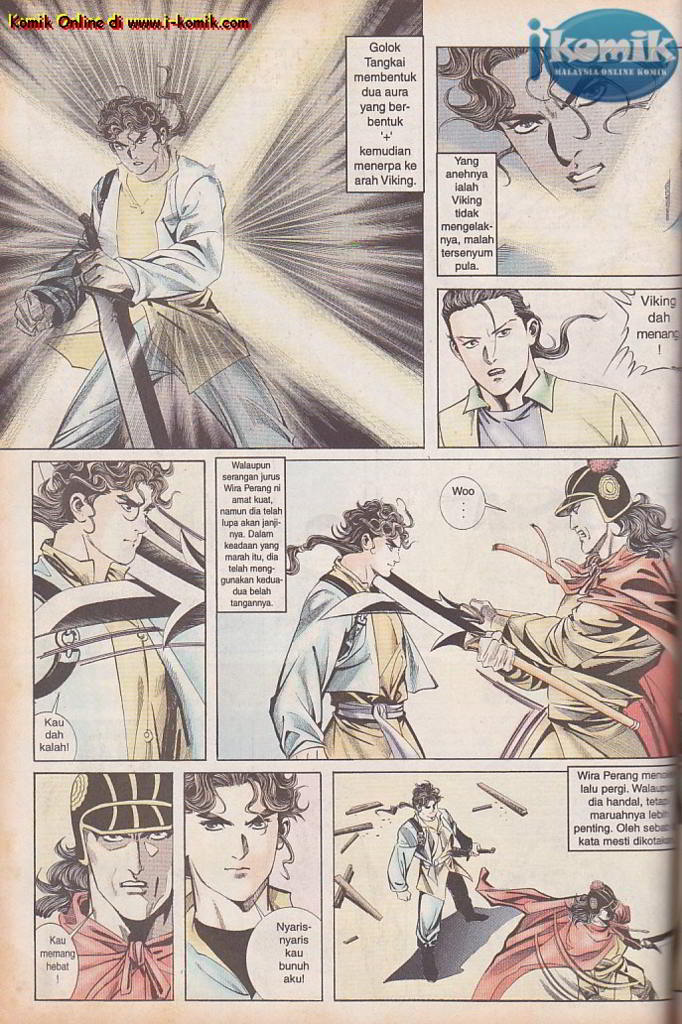 Komik Online di www.i-komik.com
ikomik
MALAYSIA ONLINE KOMIK
Golok
Tangkai
membentuk
dua aura
yang ber-
bentuk
'+'
kemudian
menerpa ke
arah Viking.
Yang
anehnya
ialah
Viking
tidak
mengelak-
nya, malah
tersenyum
pula.
Viking
dah
menang
!
Kau
dah
kalah!
Walaupun
serangan jurus
Wira Perang ni
amat kuat,
namun dia telah
lupa akan janji-
nya. Dalam
keadaan yang
marah itu, dia
telah meng-
gunakan kedua-
dua belah
tangannya.
Woo
:
Kau
memang
hebat
!
Nyaris-
nyaris
kau
bunuh
aku!
Wira Perang
lalu pergi.
dia handal,
maruahnya lebih
penting. Oleh
kata mesti